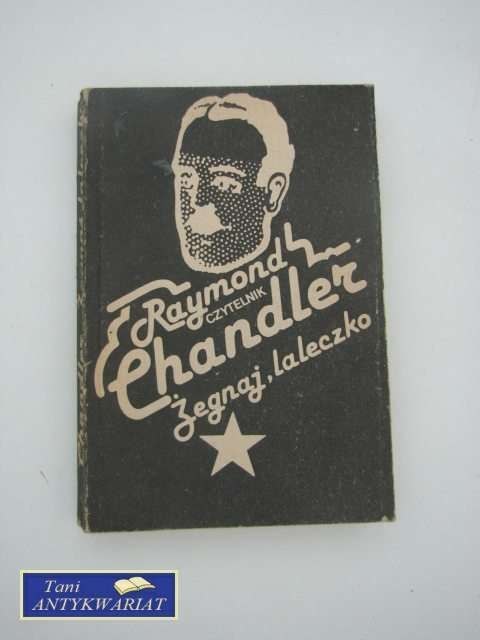 Raymond
CZYTELNIK
Chandler
Żegnaj, laleczko
Tani
ANTYKWARIAT